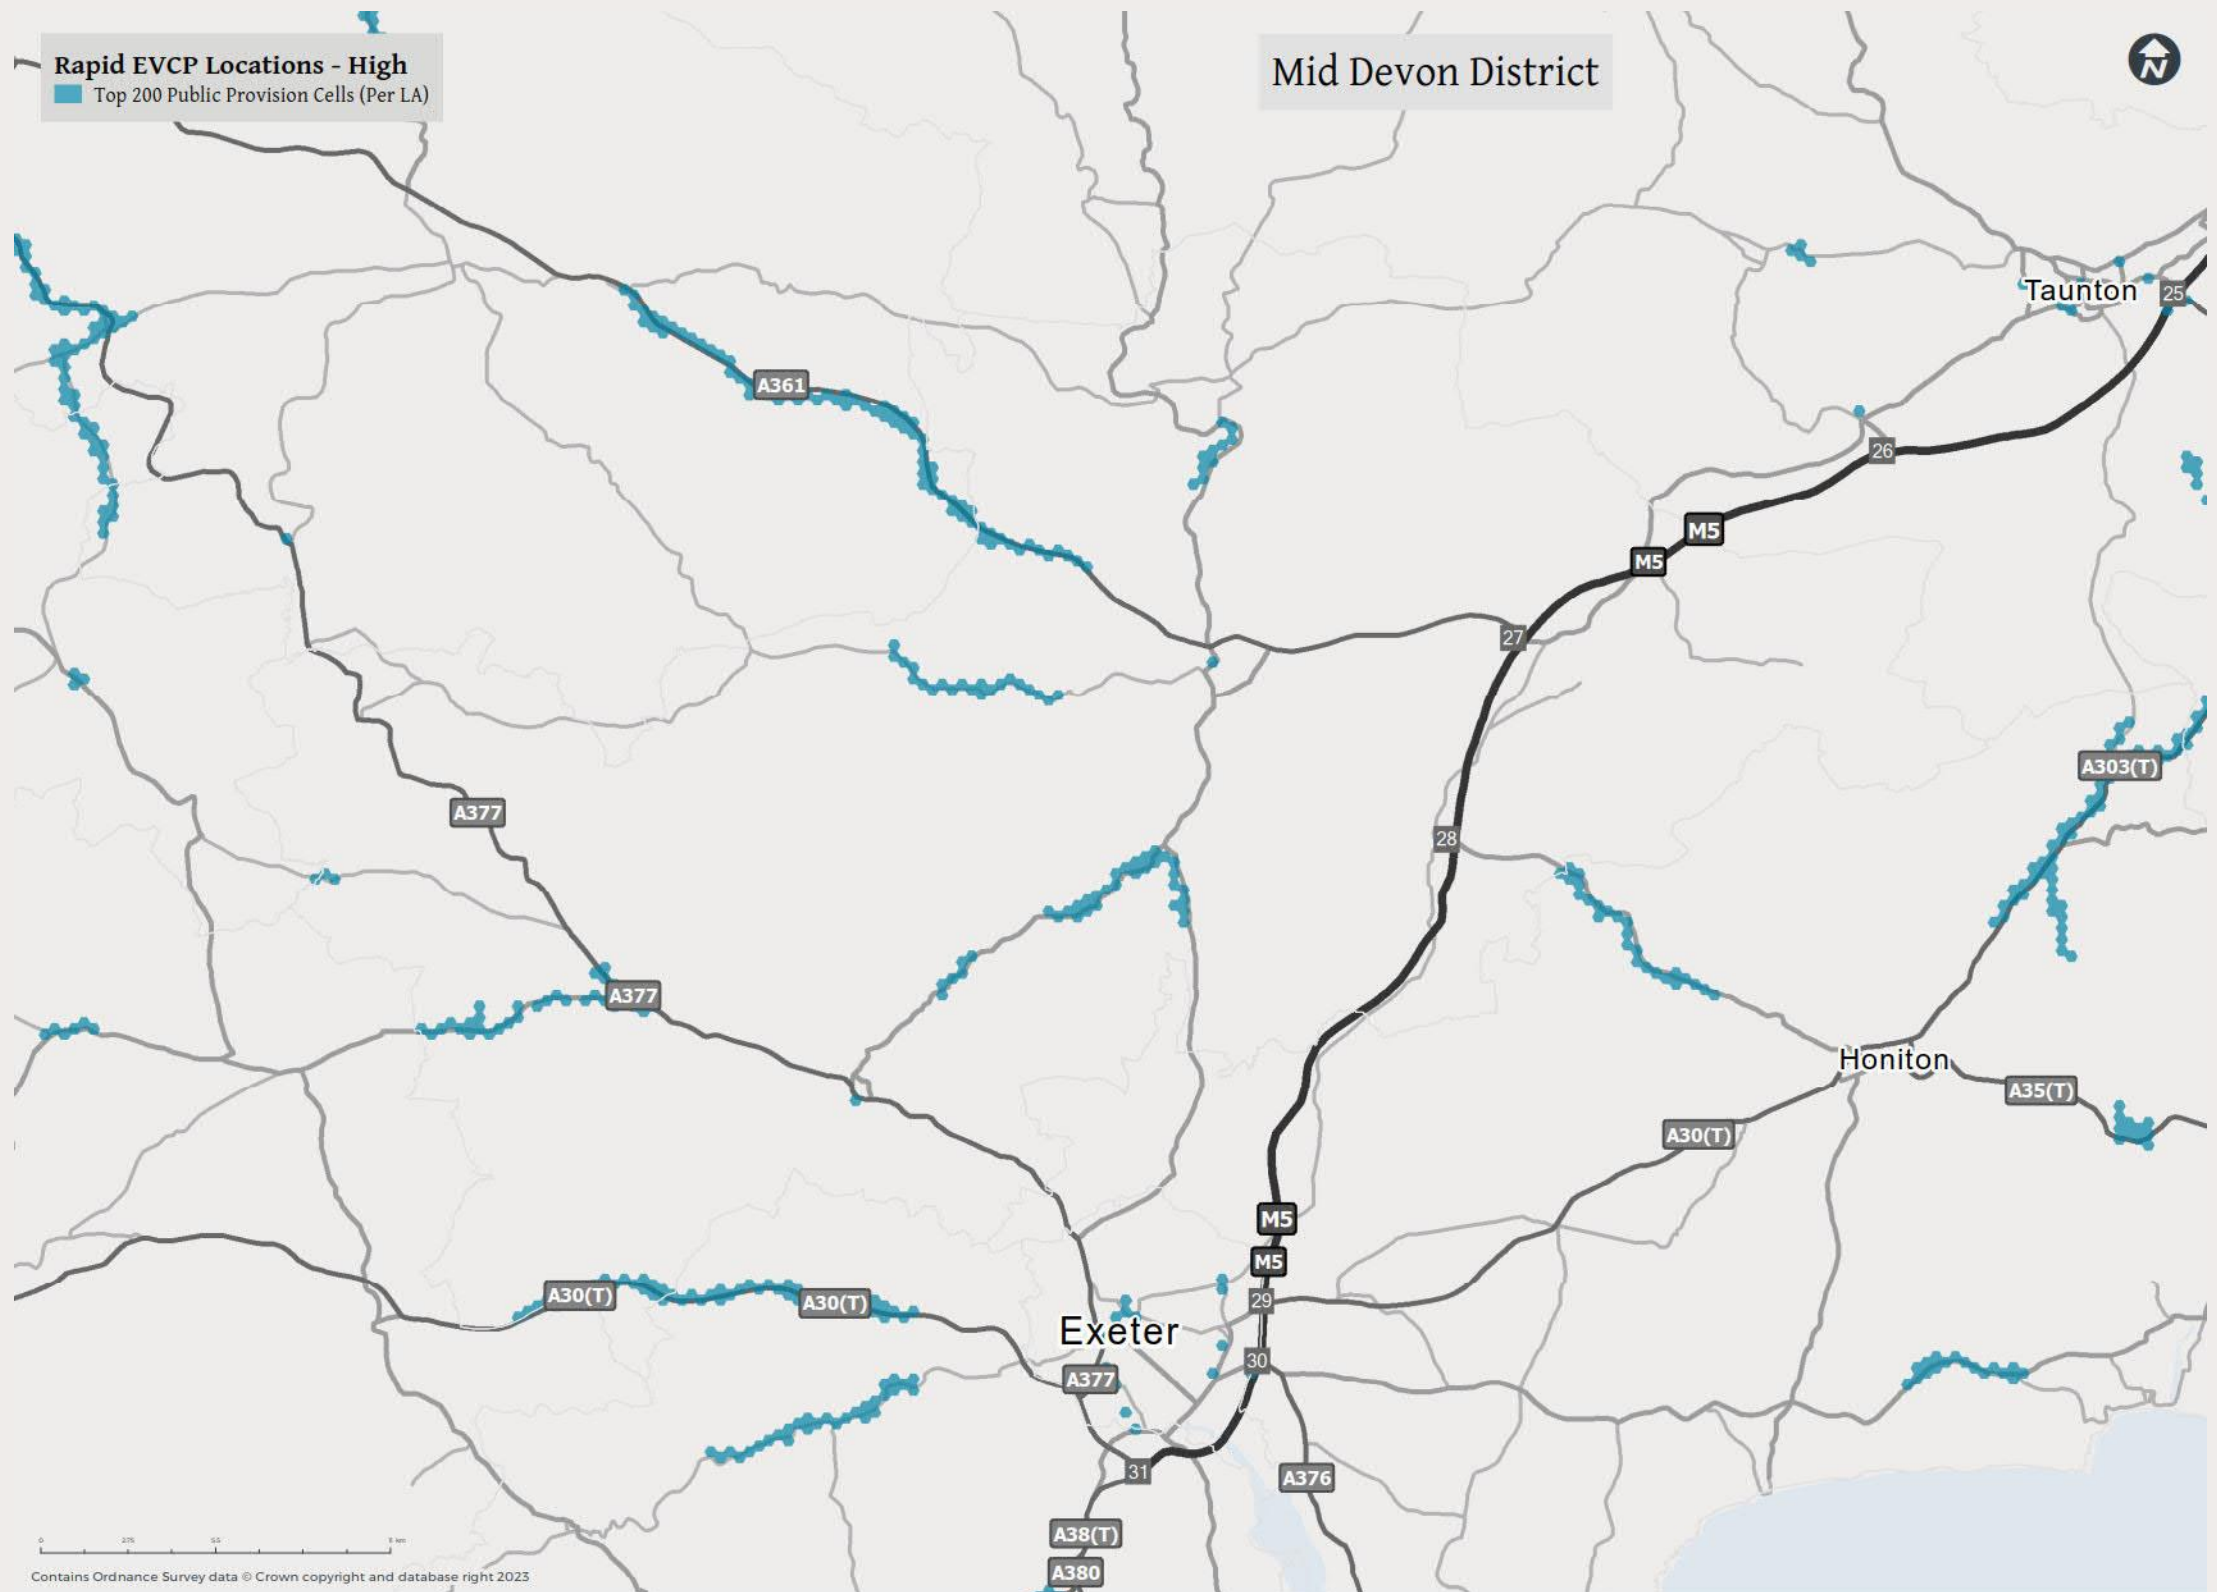 Rapid EVCP Locations - High
Top 200 Public Provision Cells (Per LA)
Mid Devon District
N
Taunton
25
A361
26
M5
M5
27
A303(T)
A377
28
A377
Honiton
A35(T)
A30(T)
M5
M5
A30(T)
A30(T)
29
Exeter
30
A377
31
A376
A38(T)
A380
0
km
Contains Ordnance Survey data © Crown copyright and database right 2023